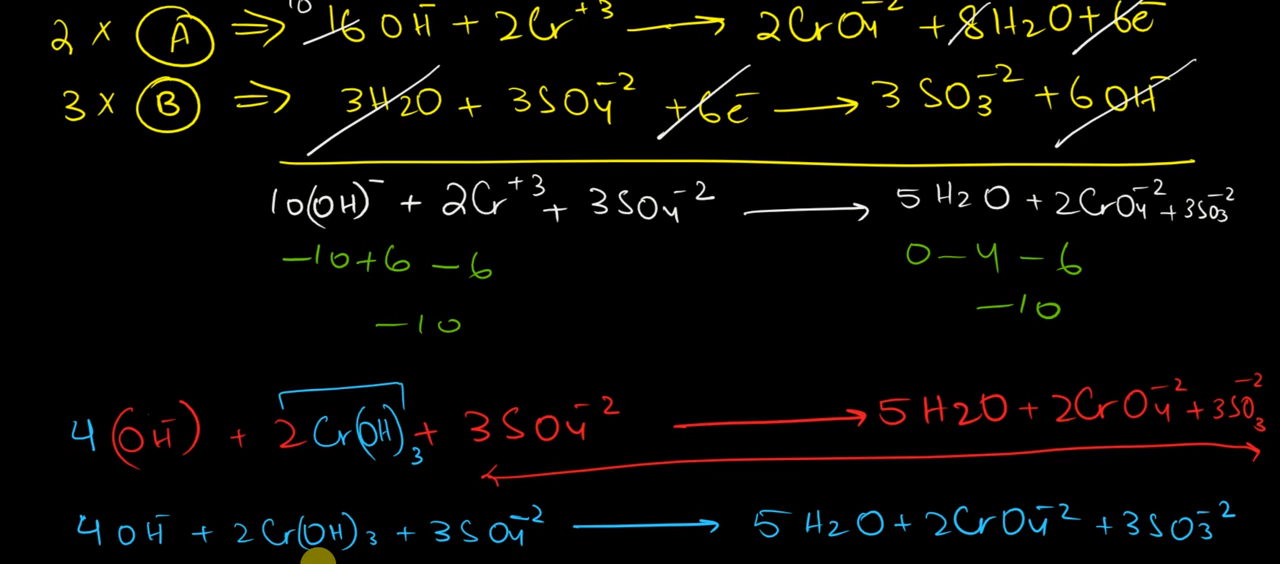 10
2 × (A) ⇒ 16OH⁻ + 2Cr⁺³ → 2CrO₄⁻² + 8H2O + 6e⁻
3 × (B) ⇒ 3H2O + 3SO₄⁻² + 6e⁻ → 3SO₃⁻² + 6OH⁻
10(OH)⁻ + 2Cr⁺³ + 3SO₄⁻² → 5H2O + 2CrO₄⁻² + 3SO₃⁻²
-10+6-6 0-4-6
-10 -10
4(OH⁻) + 2Cr(OH)₃ + 3SO₄⁻² → 5H2O + 2CrO₄⁻² + 3SO₃⁻²
4OH⁻ + 2Cr(OH)₃ + 3SO₄⁻² → 5H2O + 2CrO₄⁻² + 3SO₃⁻²